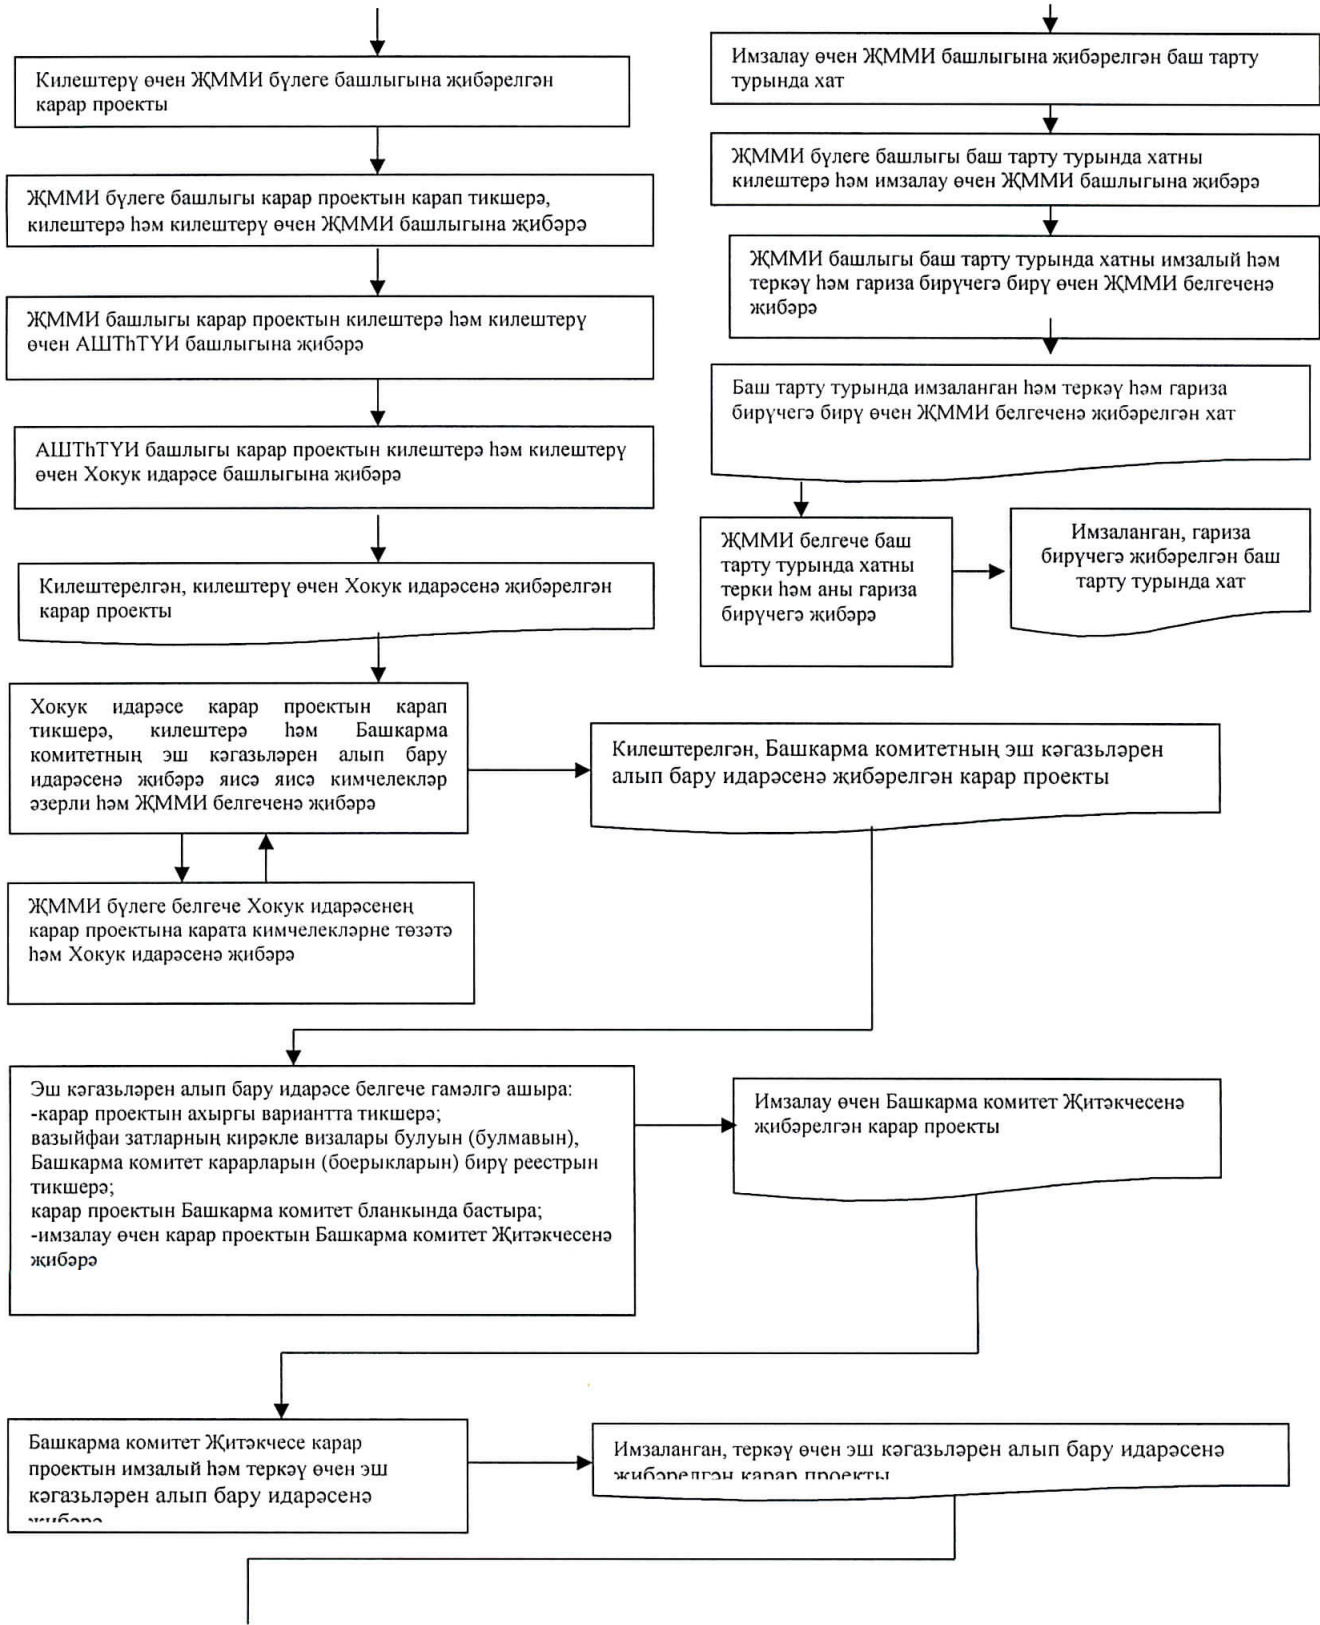 Килештерү өчен ҖММИ бүлеге башлыгына җибәрелгән
карар проекты
ҖММИ бүлеге башлыгы карар проектын карап тикшерә,
килештерә һәм килештерү өчен ҖММИ башлыгына җибәрә
ҖММИ башлыгы карар проектын килештерә һәм килештерү
өчен АШТһТҮИ башлыгына җибәрә
АШТһТҮИ башлыгы карар проектын килештерә һәм килештерү
өчен Хокук идарәсе башлыгына җибәрә
Килештерелгән, килештерү өчен Хокук идарәсенә җибәрелгән
карар проекты
Имзалау өчен ҖММИ башлыгына җибәрелгән баш тарту
турында хат
ҖММИ бүлеге башлыгы баш тарту турында хатны
килештерә һәм имзалау өчен ҖММИ башлыгына җибәрә
ҖММИ башлыгы баш тарту турында хатны имзалый һәм
теркәү һәм гариза бирүчегә бирү өчен ҖММИ белгеченә
җибәрә
Баш тарту турында имзаланган һәм теркәү һәм гариза
бирүчегә бирү өчен ҖММИ белгеченә җибәрелгән хат
ҖММИ белгече баш
тарту турында хатны
терки һәм аны гариза
бирүчегә җибәрә
Имзаланган, гариза
бирүчегә җибәрелгән баш
тарту турында хат
Хокук идарәсе карар проектын карап
тикшерә, килештерә һәм Башкарма
комитетның эш кәгазьләрен алып бару
идарәсенә җибәрә яисә яисә кимчелекләр
әзерли һәм ҖММИ белгеченә җибәрә
Килештерелгән, Башкарма комитетның эш кәгазьләрен
алып бару идарәсенә җибәрелгән карар проекты
ҖММИ бүлеге белгече Хокук идарәсенең
карар проектына карата кимчелекләрне төзәтә
һәм Хокук идарәсенә җибәрә
Эш кәгазьләрен алып бару идарәсе белгече гамәлгә ашыра:
-карар проектын ахыргы вариантта тикшерә;
вазыйфаи затларның кирәкле визалары булуын (булмавын),
Башкарма комитет карарларын (боерыкларын) бирү реестрын
тикшерә;
карар проектын Башкарма комитет бланкында бастыра;
-имзалау өчен карар проектын Башкарма комитет Җитәкчесенә
җибәрә
Имзалау өчен Башкарма комитет Җитәкчесенә
җибәрелгән карар проекты
Башкарма комитет Җитәкчесе карар
проектын имзалый һәм теркәү өчен эш
кәгазьләрен алып бару идарәсенә
җибәрә
Имзаланган, теркәү өчен эш кәгазьләрен алып бару идарәсенә
җибәрелгән карар проекты